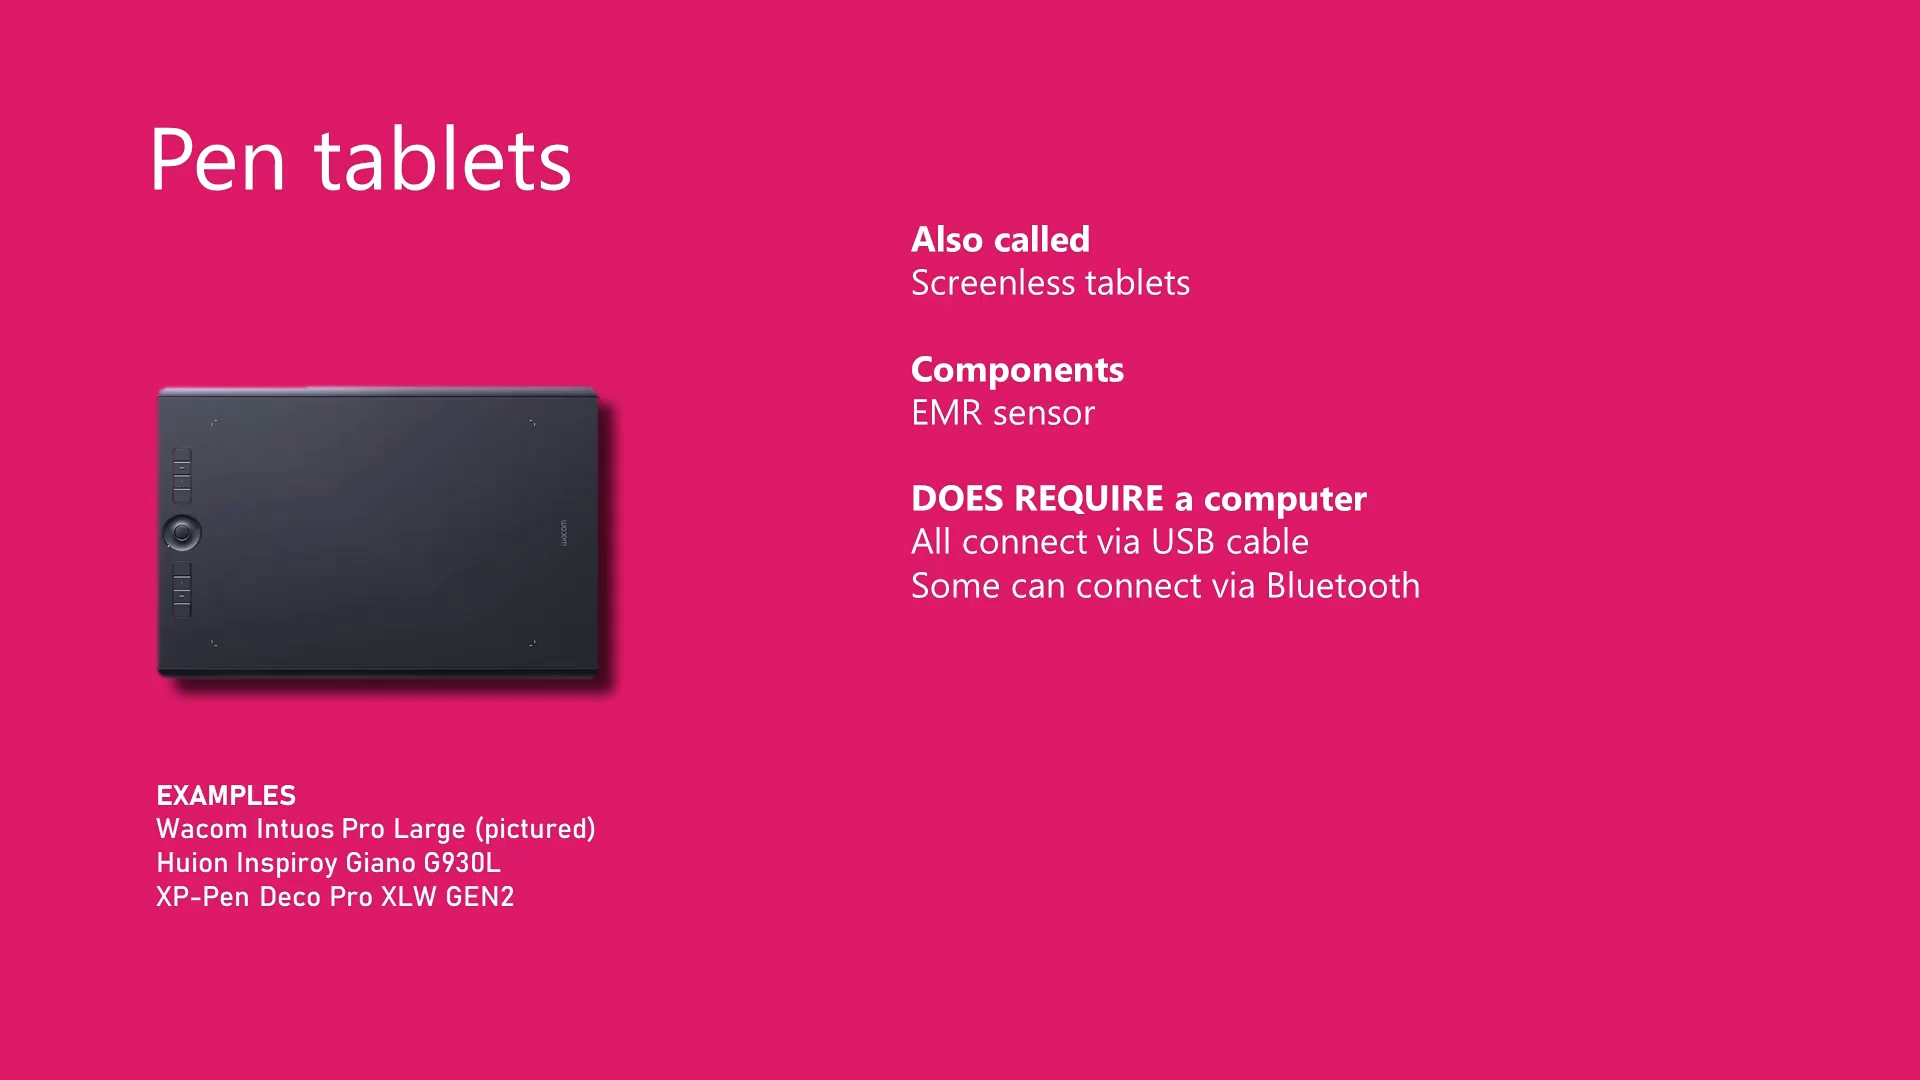 Pen tablets
Also called
Screenless tablets
Components
EMR sensor
DOES REQUIRE a computer
All connect via USB cable
Some can connect via Bluetooth
wacom
EXAMPLES
Wacom Intuos Pro Large (pictured)
Huion Inspiroy Giano G930L
XP-Pen Deco Pro XLW GEN2